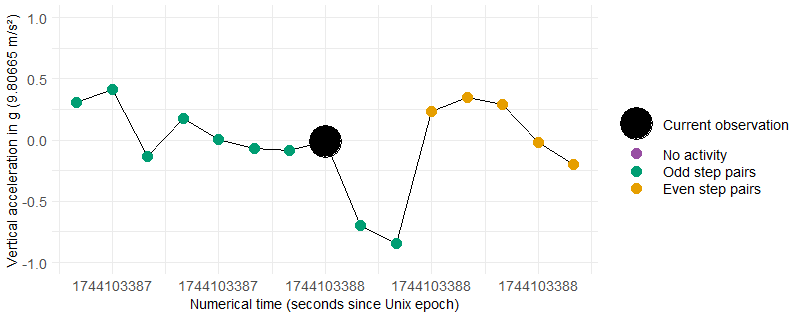 Vertical acceleration in g (9.80665 m/s²)
1.0
0.5
0.0
-0.5
-1.0
1744103387 1744103387 1744103388 1744103388 1744103388
Numerical time (seconds since Unix epoch)
Current observation
No activity
Odd step pairs
Even step pairs